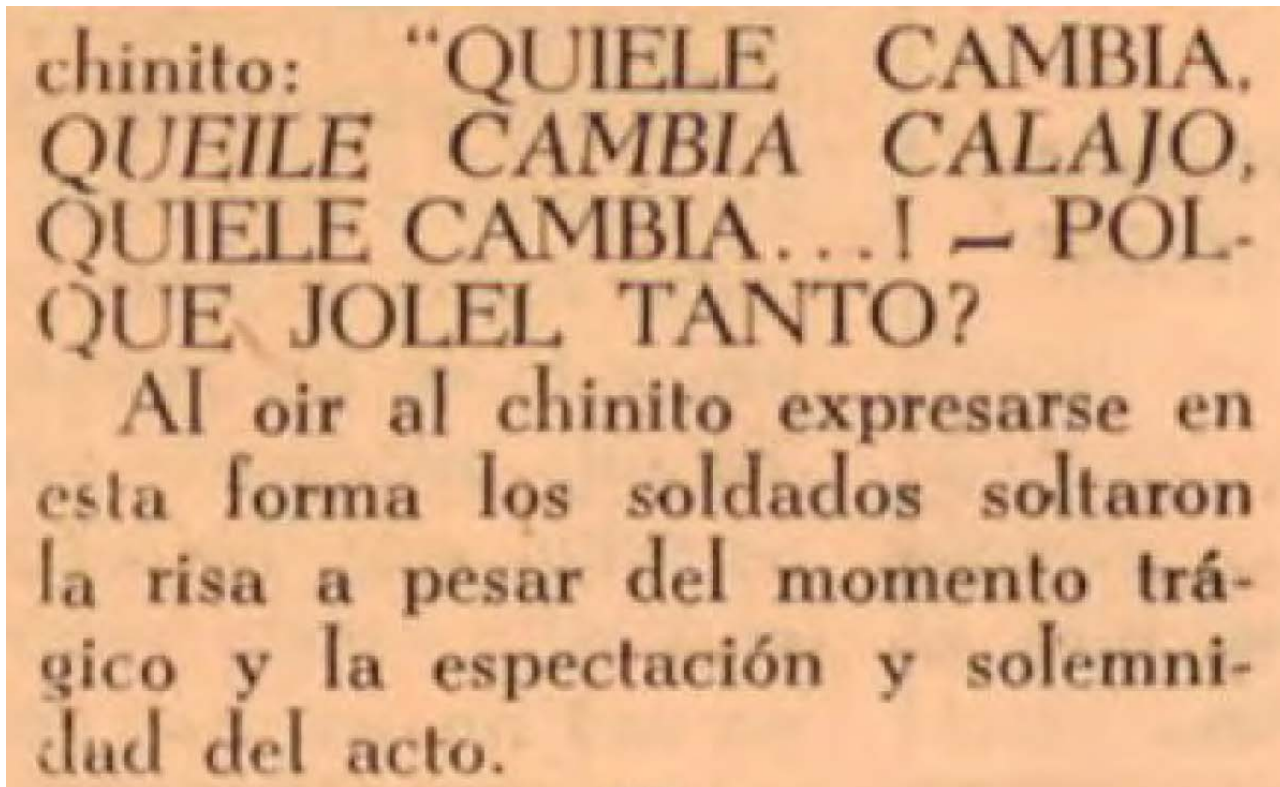 chinito: “QUIELE CAMBIA,
QUEILE CAMBIA CALAJO,
QUIELE CAMBIA...! — POL-
QUE JOLEL TANTO?
Al oir al chinito expresarse en
esta forma los soldados soltaron
la risa a pesar del momento trá-
gico y la espectación y solemni-
dad del acto.